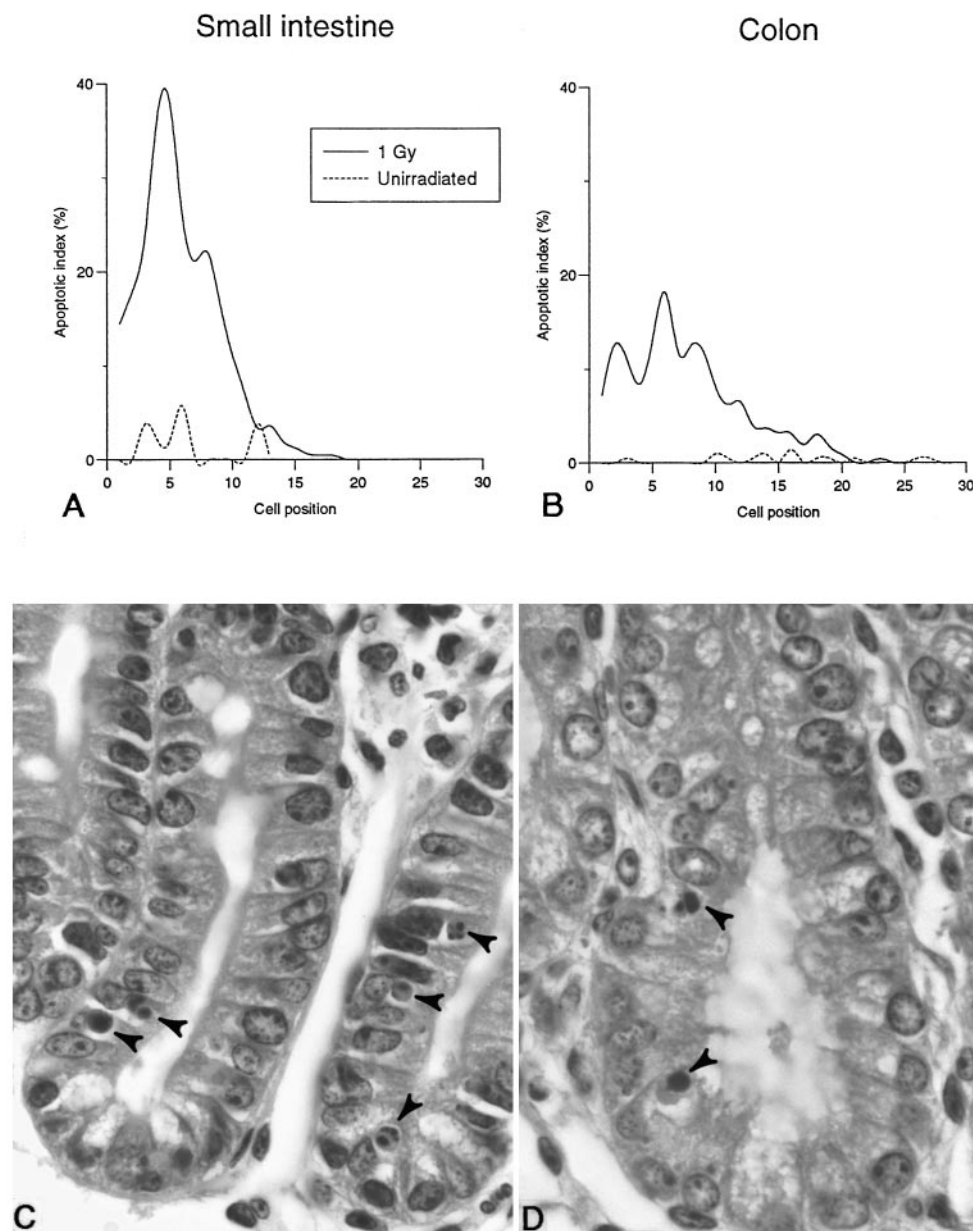 Small intestine
Colon
40
20
0
Apoptotic index (%)
1 Gy
Unirradiated
0 5 10 15 20 25 30
Cell position
A
40
20
0
Apoptotic index (%)
0 5 10 15 20 25 30
Cell position
B
C
D